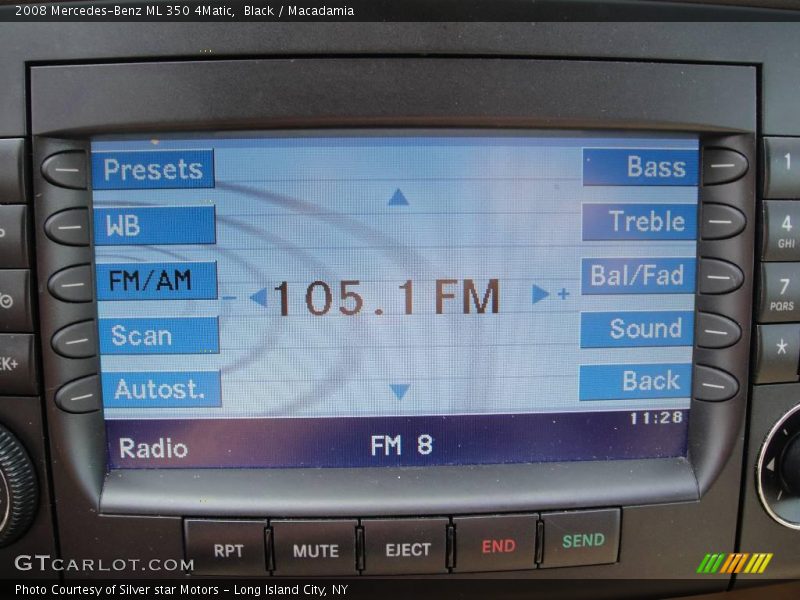 2008 Mercedes-Benz ML 350 4Matic,  Black / Macadamia
Presets
Bass
1
WB
Treble
4
GHI
FM/AM
Bal/Fad
- 105.1 FM +
7
PQRS
Scan
Sound
*
K+
Autost.
Back
11:28
Radio
FM 8
RPT
MUTE
EJECT
END
SEND
GTCARLOT.COM
Photo Courtesy of Silver star Motors - Long Island City, NY